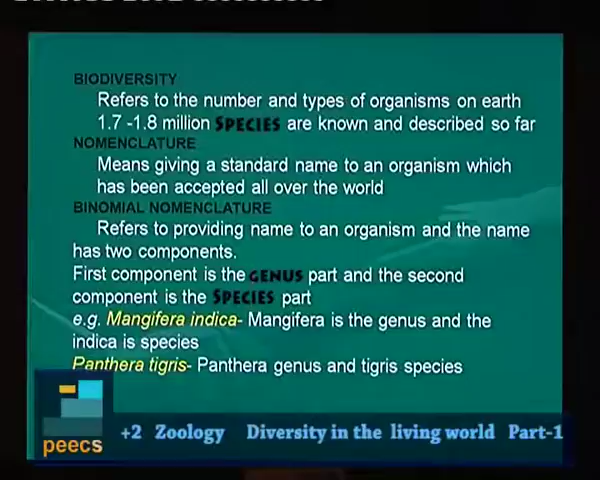 BIODIVERSITY
Refers to the number and types of organisms on earth
1.7 -1.8 million SPECIES are known and described so far
NOMENCLATURE
Means giving a standard name to an organism which
has been accepted all over the world
BINOMIAL NOMENCLATURE
Refers to providing name to an organism and the name
has two components.
First component is the GENUS part and the second
component is the SPECIES part
e.g. Mangifera indica- Mangifera is the genus and the
indica is species
Panthera tigris- Panthera genus and tigris species
peecs
+2 Zoology Diversity in the living world Part-1